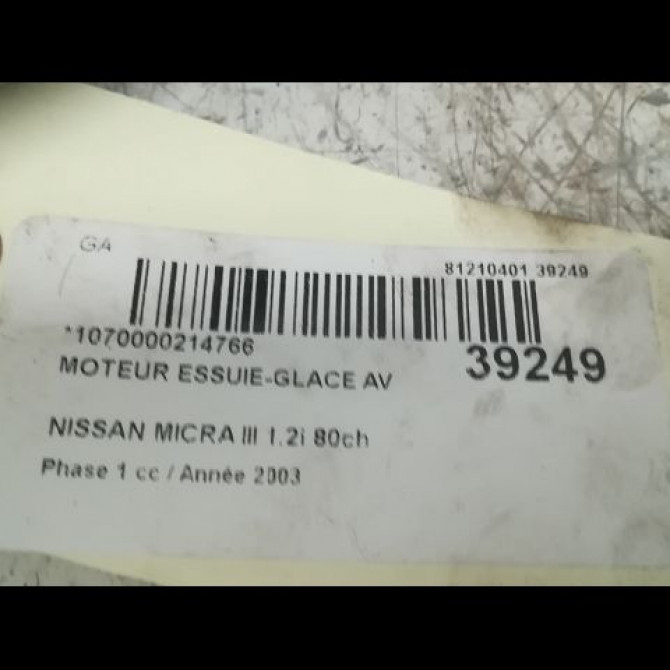 GA
81210401 39249
*1070000214766
39249
MOTEUR ESSUIE-GLACE AV
NISSAN MICRA III 1.2i 80ch
Phase 1 cc / Année 2003